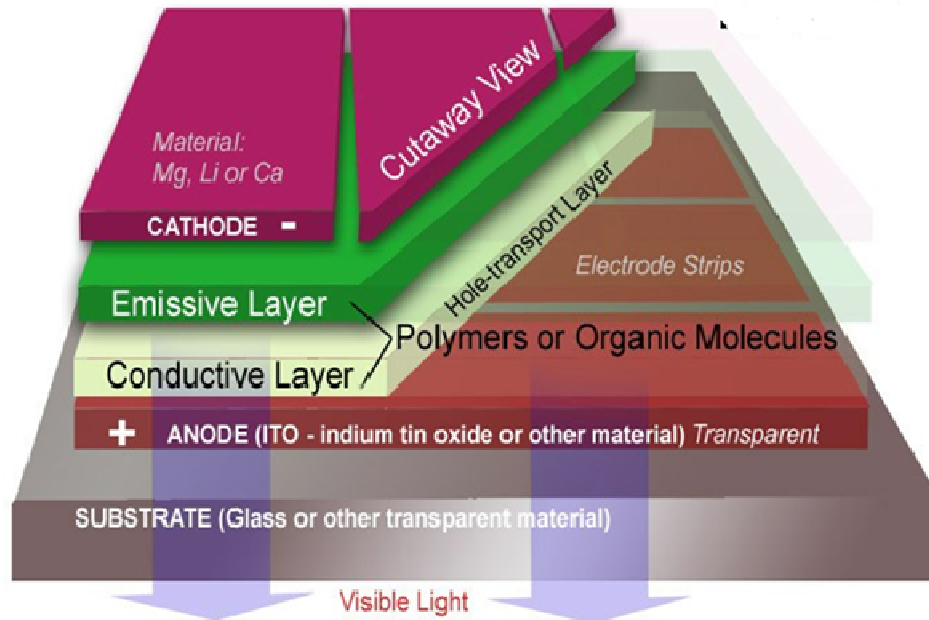 Material:
Mg, Li or Ca
Cutaway View
CATHODE -
Hole-transport Layer
Electrode Strips
Emissive Layer
Polymers or Organic Molecules
Conductive Layer
+ ANODE (ITO - indium tin oxide or other material) Transparent
SUBSTRATE (Glass or other transparent material)
Visible Light